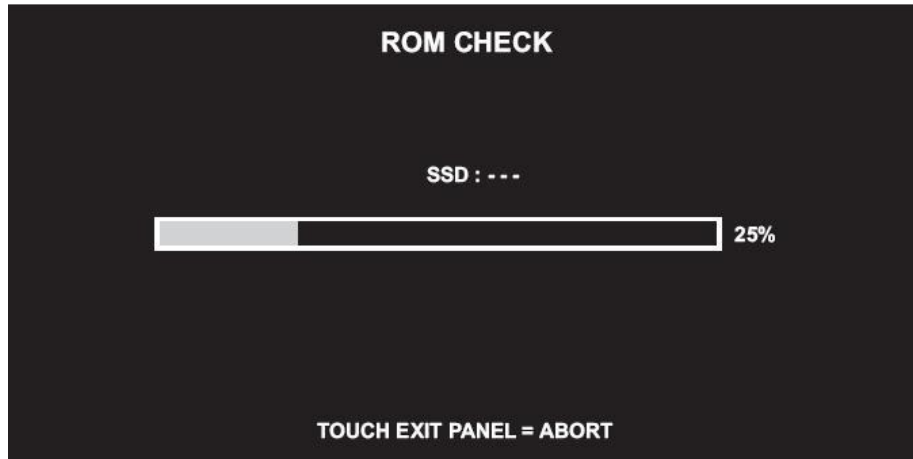 ROM CHECK
SSD : - - -
25%
TOUCH EXIT PANEL = ABORT